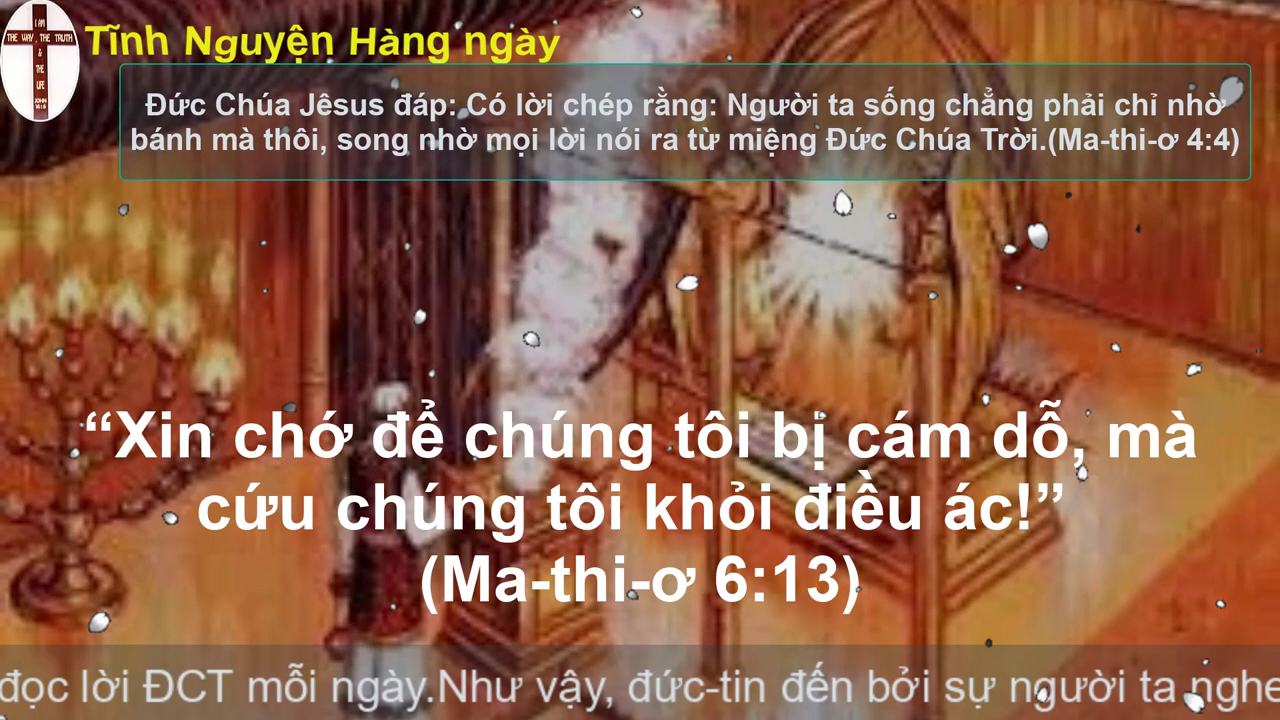 I AM
THE WAY, THE TRUTH
&
THE
LIFE
JOHN
14:6
Tĩnh Nguyện Hàng ngày
Đức Chúa Jêsus đáp: Có lời chép rằng: Người ta sống chẳng phải chỉ nhờ
bánh mà thôi, song nhờ mọi lời nói ra từ miệng Đức Chúa Trời.(Ma-thi-ơ 4:4)
“Xin chớ để chúng tôi bị cám dỗ, mà
cứu chúng tôi khỏi điều ác!”
(Ma-thi-ơ 6:13)
đọc lời ĐCT mỗi ngày.Như vậy, đức-tin đến bởi sự người ta nghe